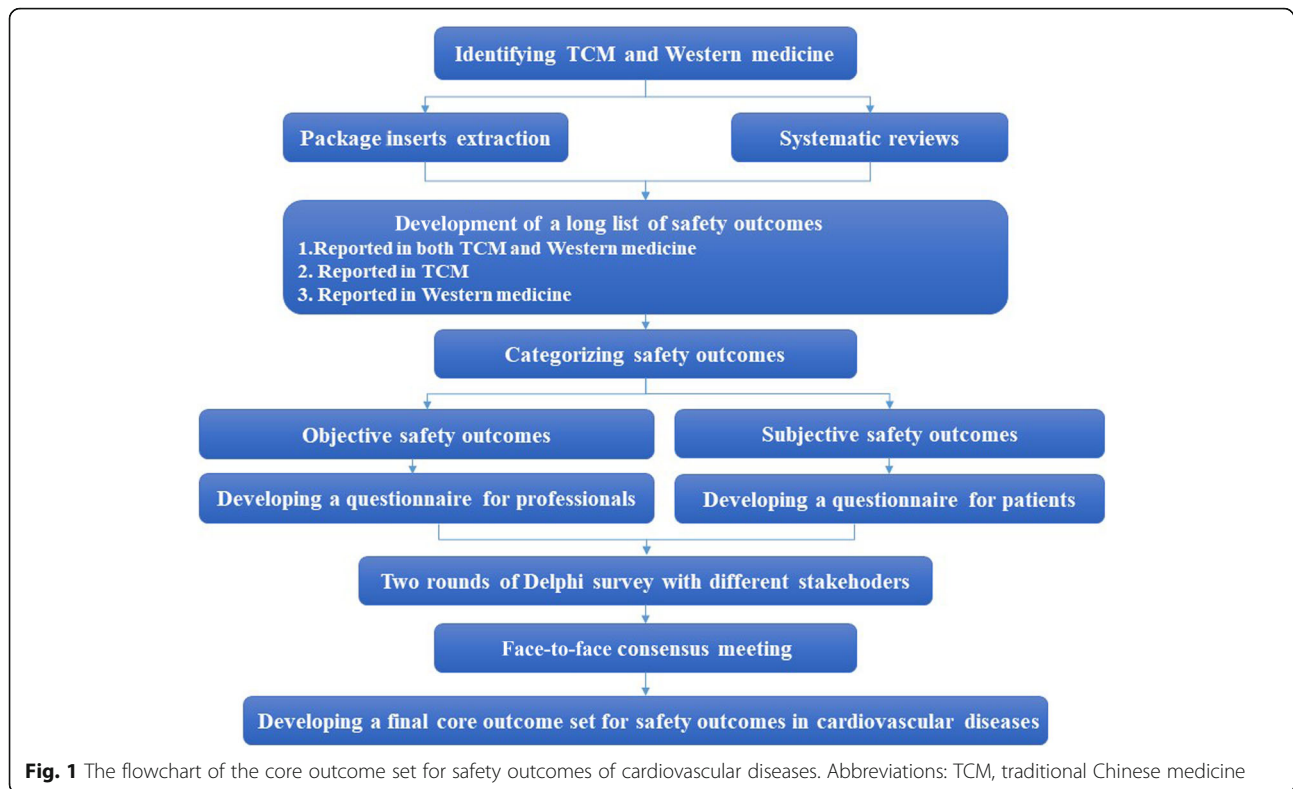 Identifying TCM and Western medicine
Package inserts extraction
Systematic reviews
Development of a long list of safety outcomes
1.Reported in both TCM and Western medicine
2. Reported in TCM
3. Reported in Western medicine
Categorizing safety outcomes
Objective safety outcomes
Subjective safety outcomes
Developing a questionnaire for professionals
Developing a questionnaire for patients
Two rounds of Delphi survey with different stakehoders
Face-to-face consensus meeting
Developing a final core outcome set for safety outcomes in cardiovascular diseases
Fig. 1 The flowchart of the core outcome set for safety outcomes of cardiovascular diseases. Abbreviations: TCM, traditional Chinese medicine